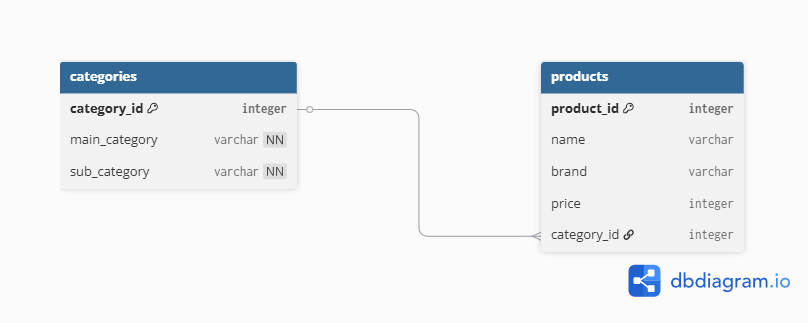 categories
category_id integer
main_category varchar NN
sub_category varchar NN
products
product_id integer
name varchar
brand varchar
price integer
category_id integer
dbdiagram.io